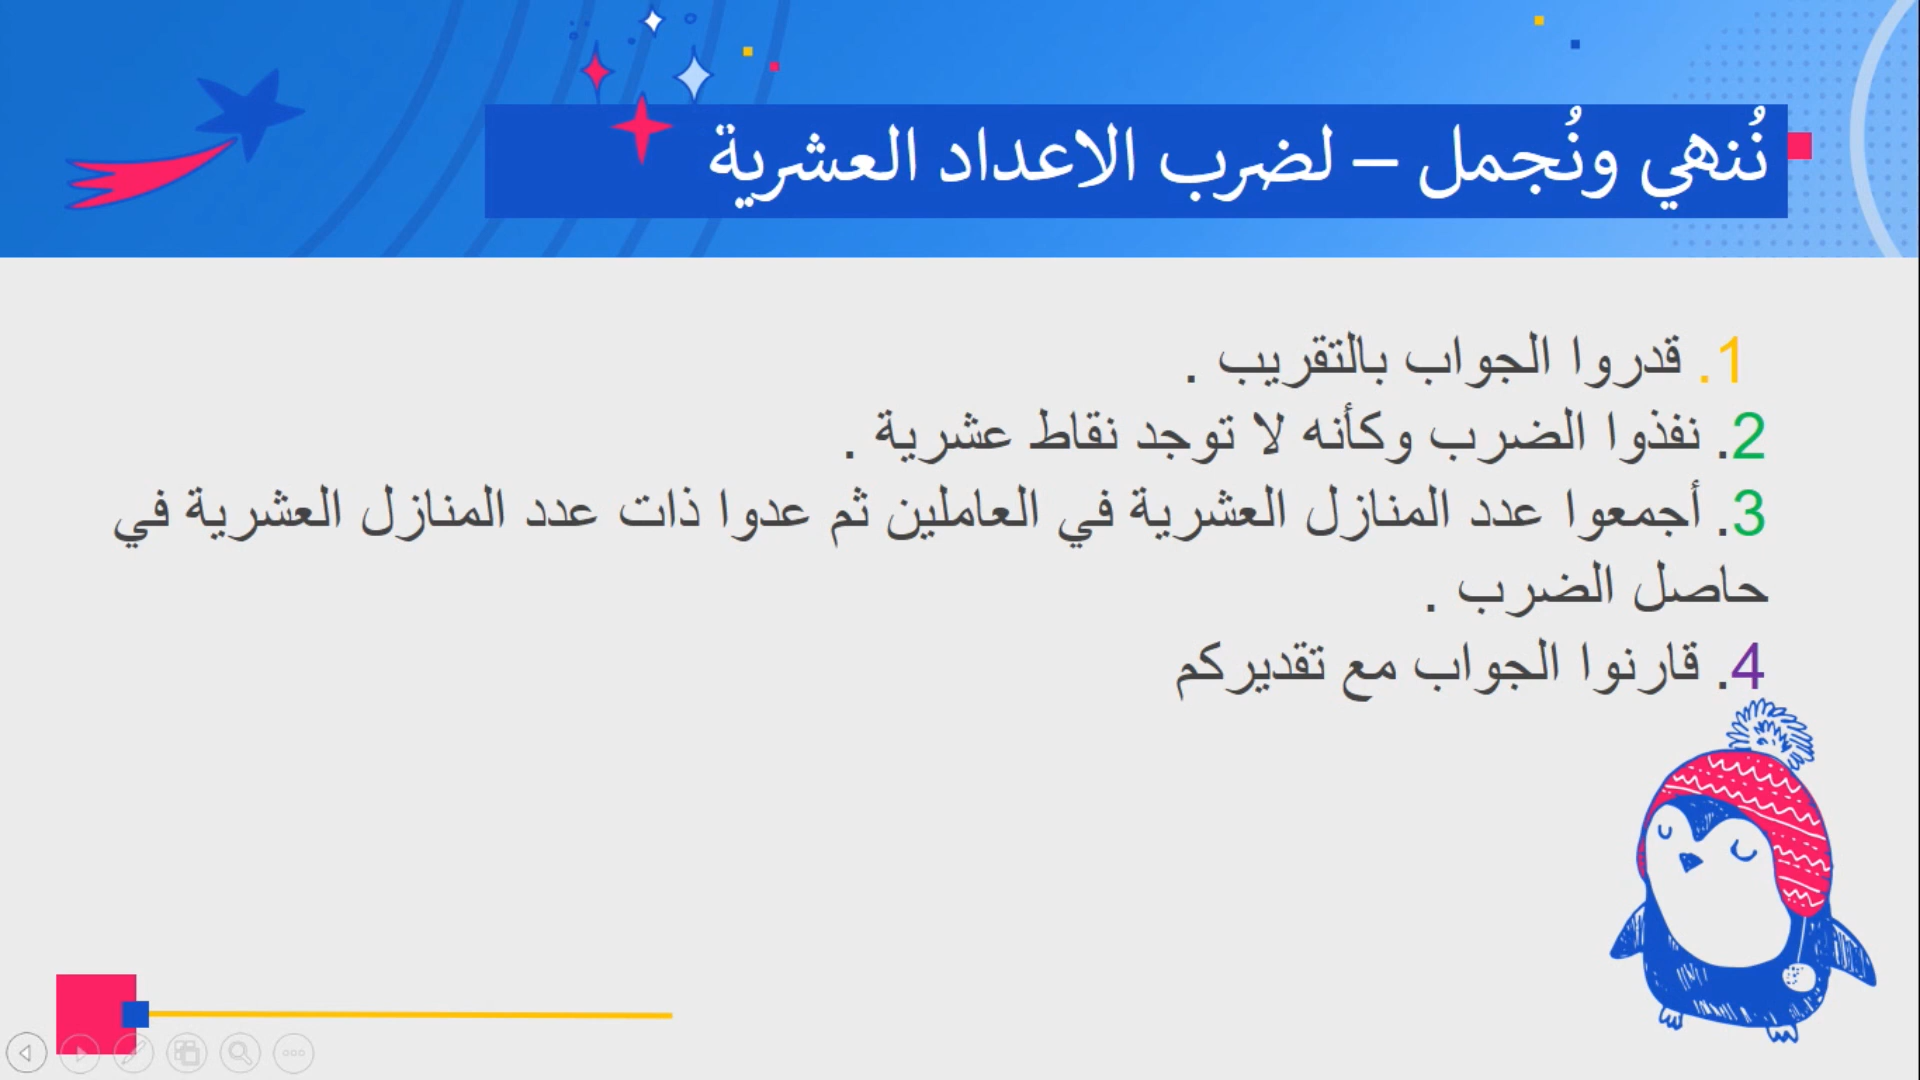 نُنهي ونُجمل – لضرب الاعداد العشرية
1. قدروا الجواب بالتقريب .
2. نفذوا الضرب وكأنه لا توجد نقاط عشرية .
3. أجمعوا عدد المنازل العشرية في العاملين ثم عدوا ذات عدد المنازل العشرية في
حاصل الضرب .
4. قارنوا الجواب مع تقديركم